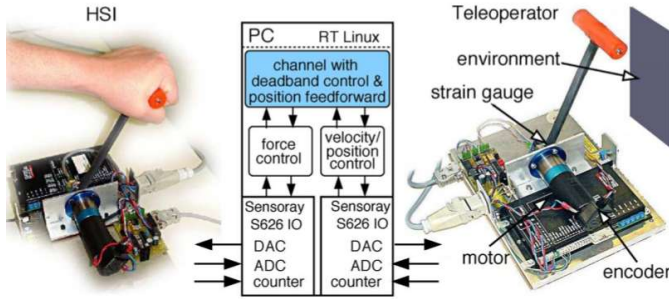 HSI
PC RT Linux
channel with
deadband control &
position feedforward
force
control
velocity/
position
control
Sensoray
S626 IO
DAC
ADC
counter
Sensoray
S626 IO
DAC
ADC
counter
Teleoperator
environment
strain gauge
motor
encoder